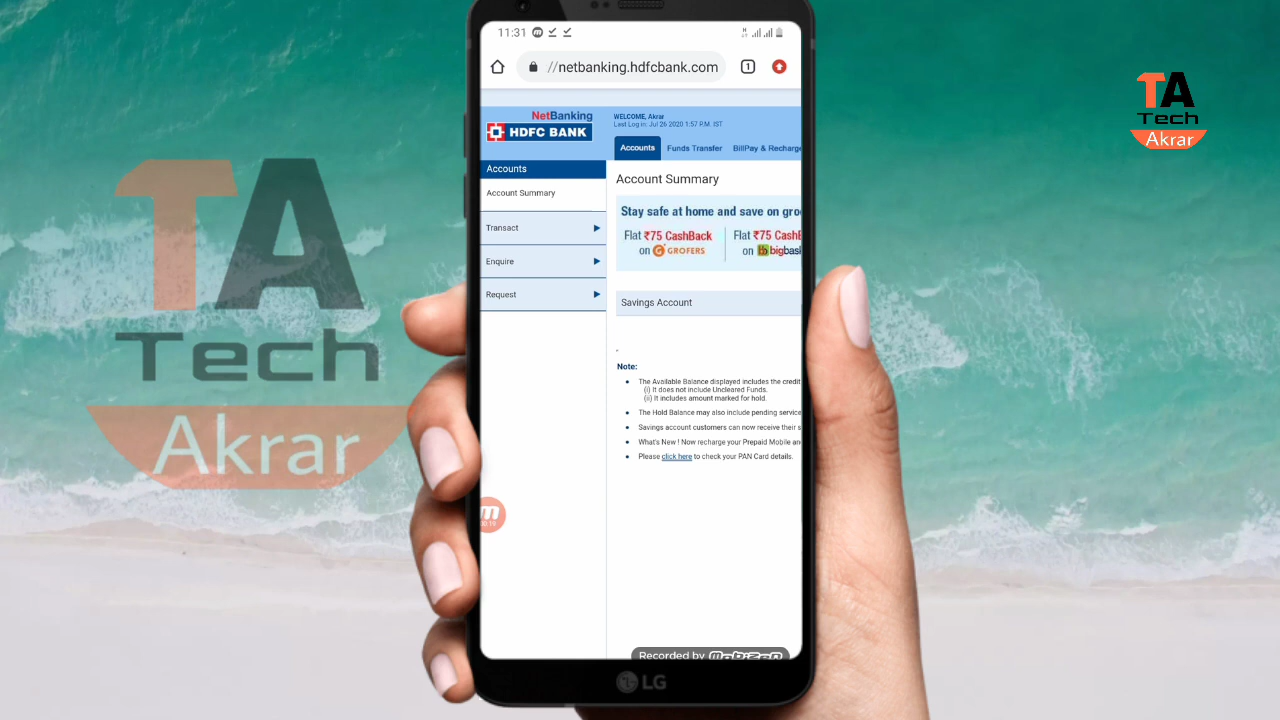 11:31
//netbanking.hdfcbank.com
1
NetBanking
HDFC BANK
WELCOME, Akrar
Last Log in: Jul 26 2020 1:57 P.M. IST
Accounts
Funds Transfer
BillPay & Recharge
Accounts
Account Summary
Transact
Enquire
Request
Account Summary
Stay safe at home and save on gro
Flat ₹75 CashBack
on GROFERS
Flat ₹75 CashB
on bigbask
Savings Account
Note:
The Available Balance displayed includes the credit
(i) It does not include Uncleared Funds.
(ii) It includes amount marked for hold.
The Hold Balance may also include pending service
Savings account customers can now receive their s
What's New ! Now recharge your Prepaid Mobile an
Please click here to check your PAN Card details.
Recorded by mobizen
LG
TA
Tech
Akrar
TA
Tech
Akrar